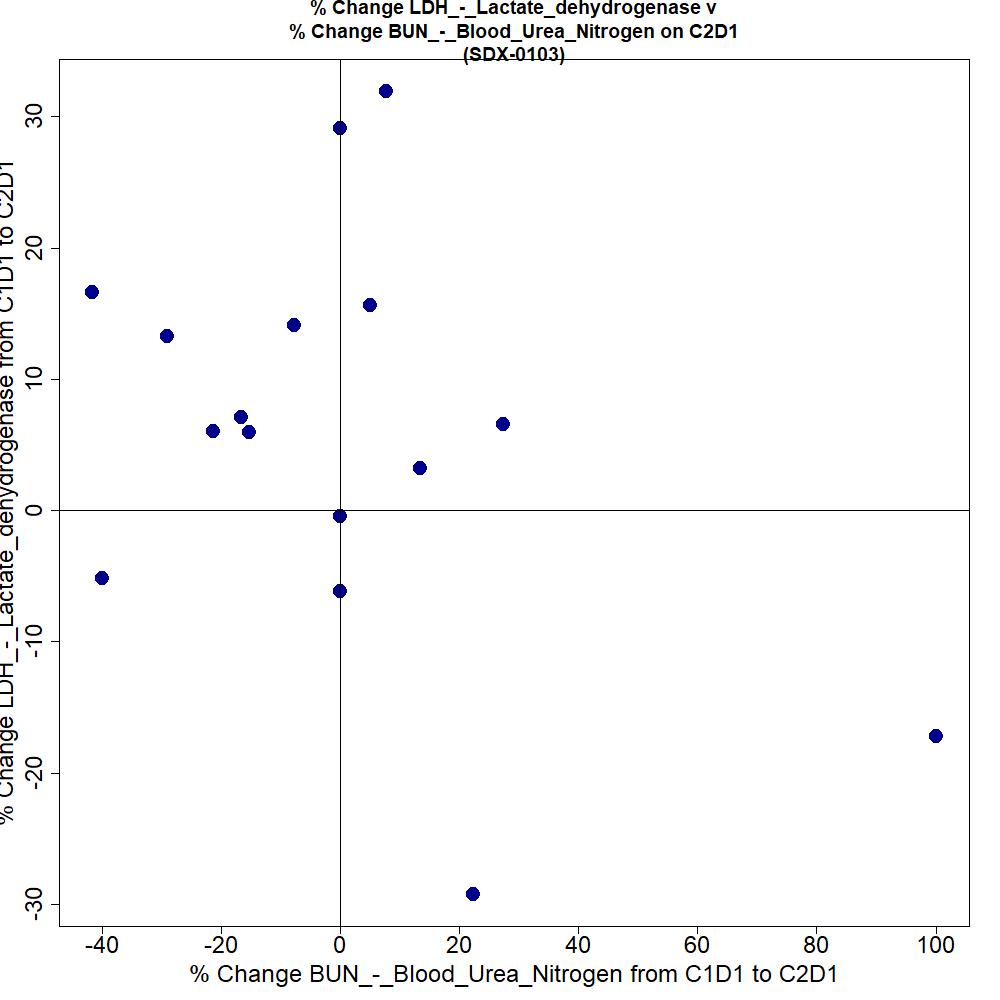 % Change LDH_-_Lactate_dehydrogenase v
% Change BUN_-_Blood_Urea_Nitrogen on C2D1
(SDX-0103)
% Change LDH_-_Lactate_dehydrogenase from C1D1 to C2D1
30
20
10
0
-10
-20
-30
-40 -20 0 20 40 60 80 100
% Change BUN_-_Blood_Urea_Nitrogen from C1D1 to C2D1